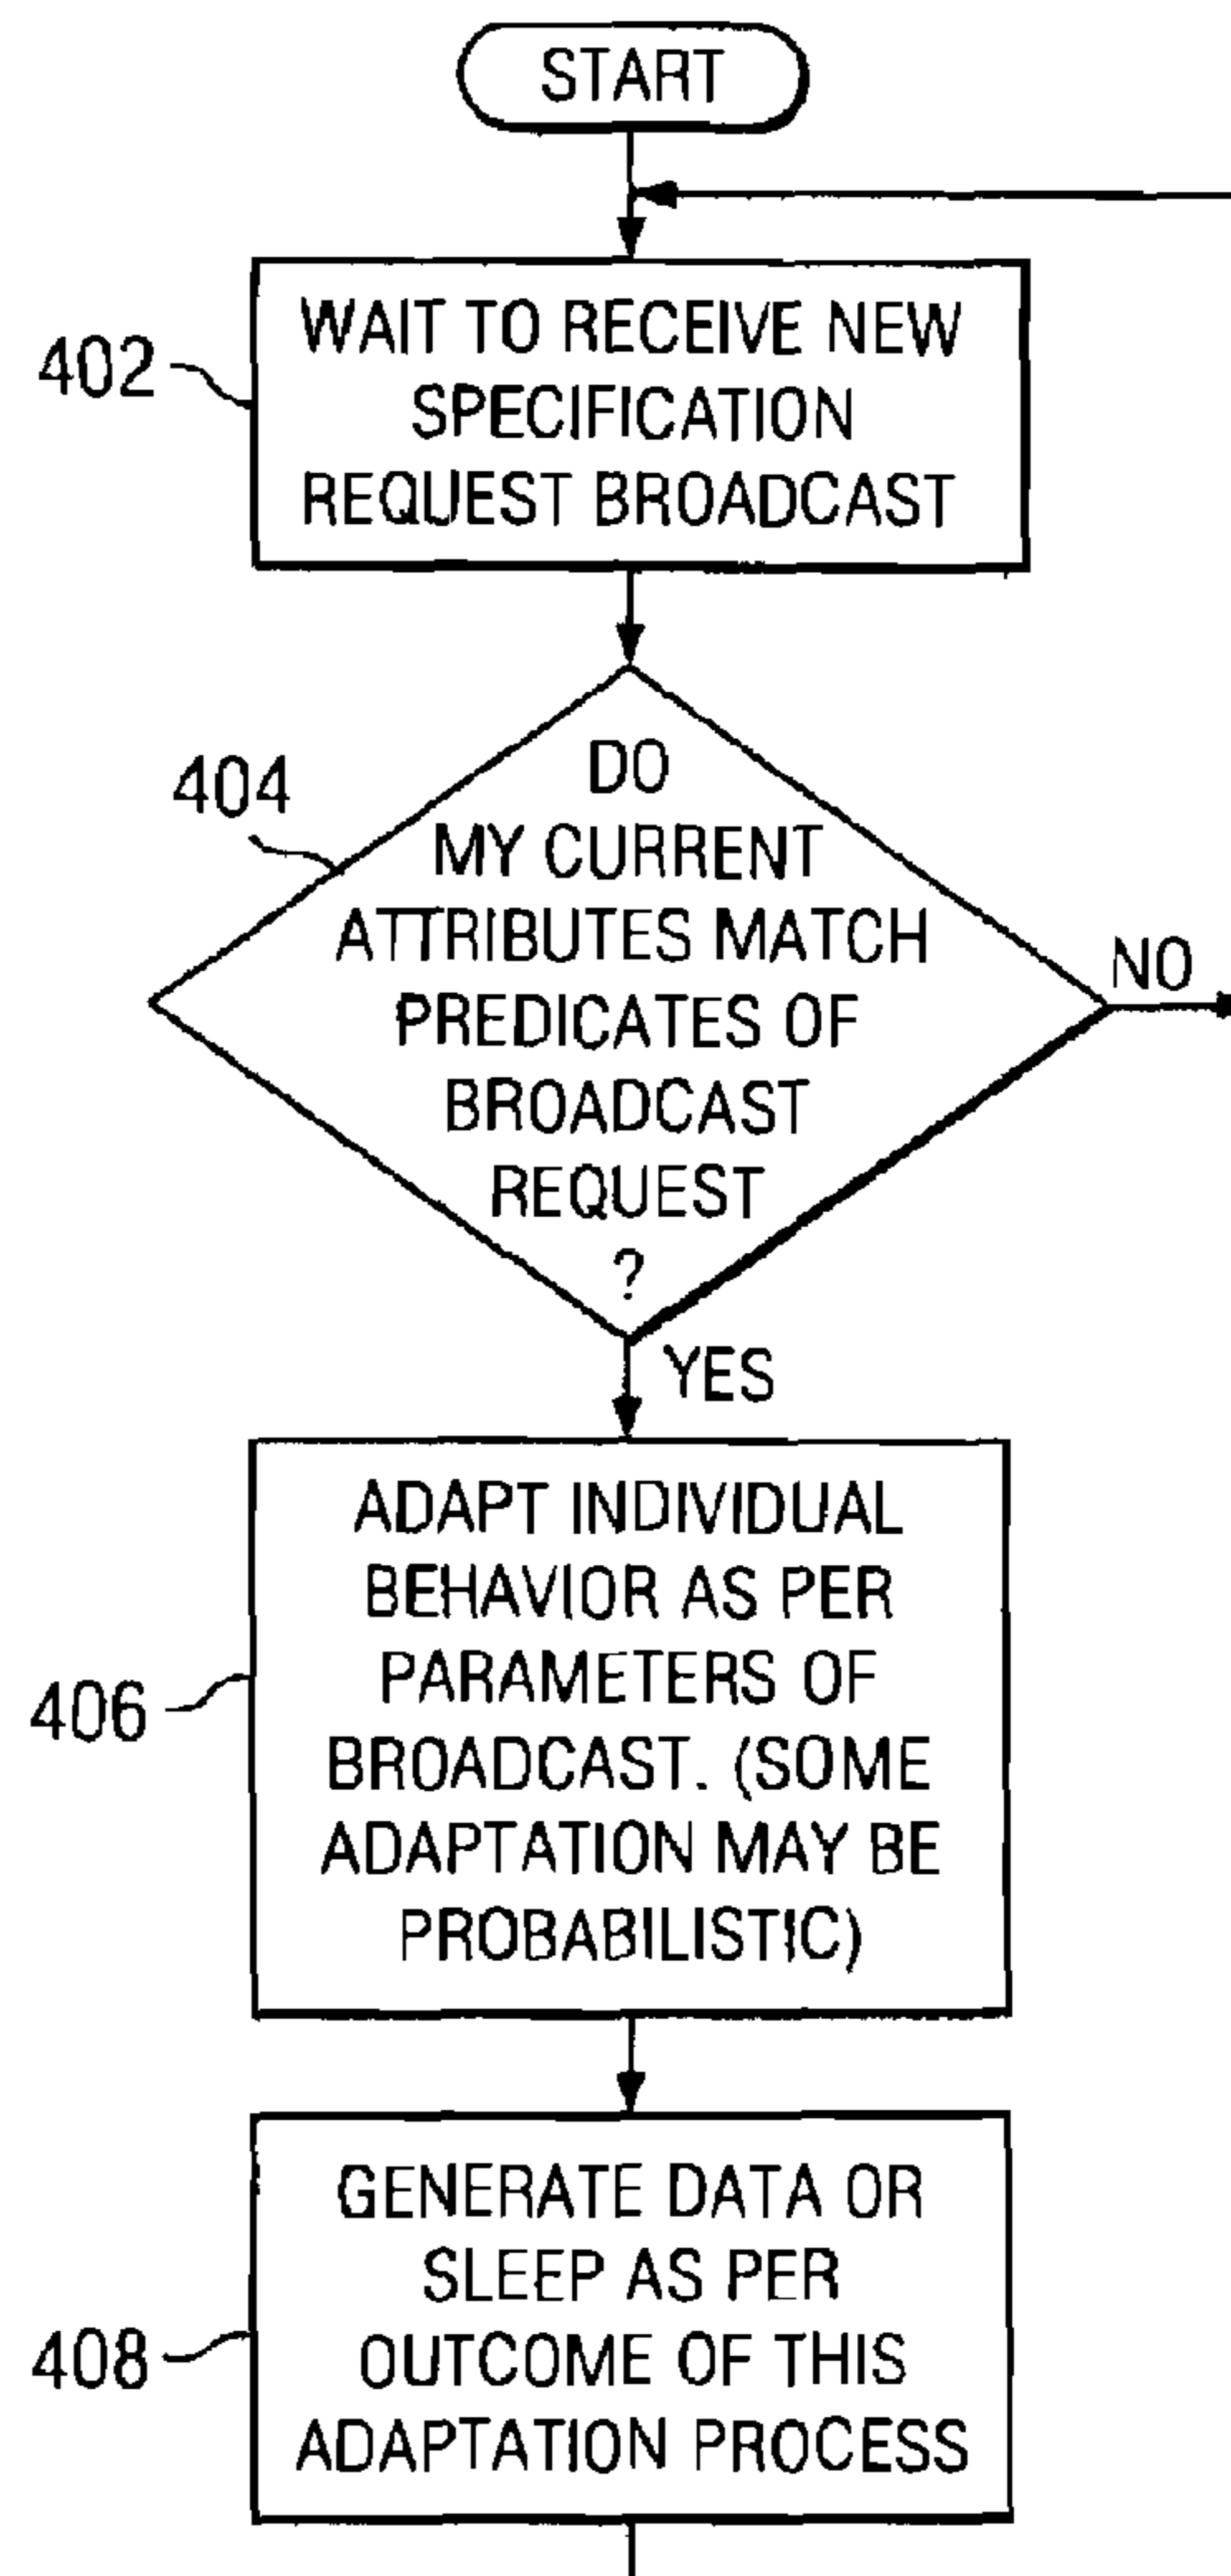 START
402
WAIT TO RECEIVE NEW
SPECIFICATION
REQUEST BROADCAST
404
DO
MY CURRENT
ATTRIBUTES MATCH
PREDICATES OF
BROADCAST
REQUEST
?
NO
YES
406
ADAPT INDIVIDUAL
BEHAVIOR AS PER
PARAMETERS OF
BROADCAST. (SOME
ADAPTATION MAY BE
PROBABILISTIC)
408
GENERATE DATA OR
SLEEP AS PER
OUTCOME OF THIS
ADAPTATION PROCESS